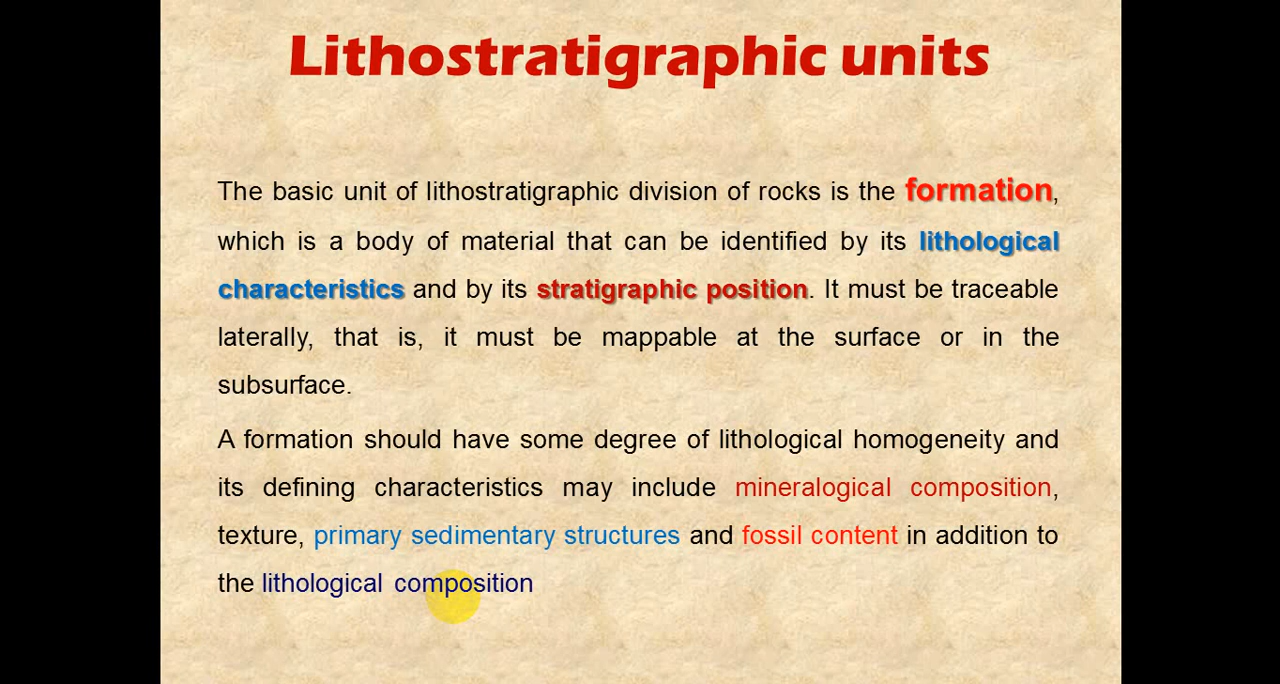 Lithostratigraphic units
The basic unit of lithostratigraphic division of rocks is the formation,
which is a body of material that can be identified by its lithological
characteristics and by its stratigraphic position. It must be traceable
laterally, that is, it must be mappable at the surface or in the
subsurface.
A formation should have some degree of lithological homogeneity and
its defining characteristics may include mineralogical composition,
texture, primary sedimentary structures and fossil content in addition to
the lithological composition